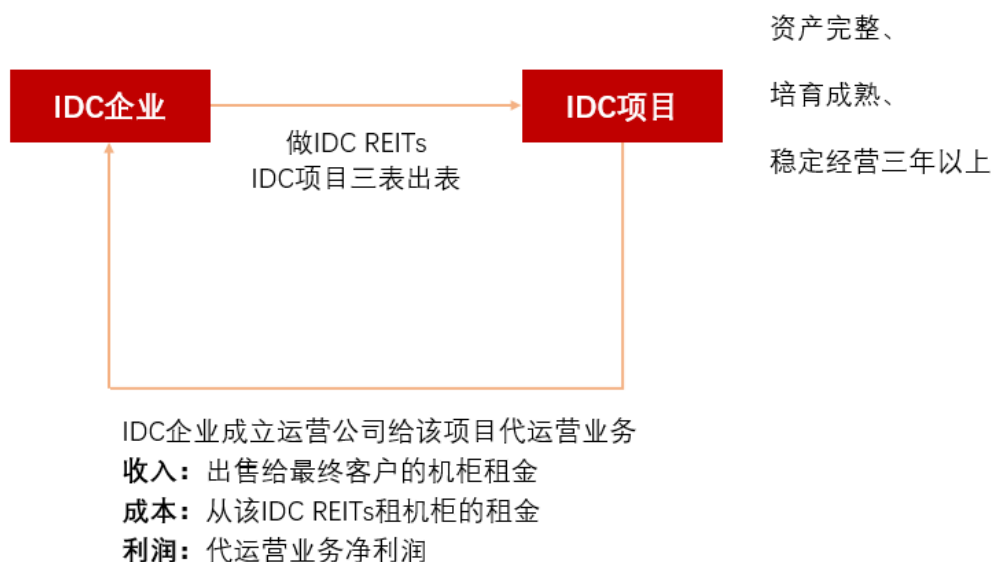 资产完整、
IDC企业
IDC项目
培育成熟、
做IDC REITs
IDC项目三表出表
稳定经营三年以上
IDC企业成立运营公司给该项目代运营业务
收入：出售给最终客户的机柜租金
成本：从该IDC REITs租机柜的租金
利润：代运营业务净利润